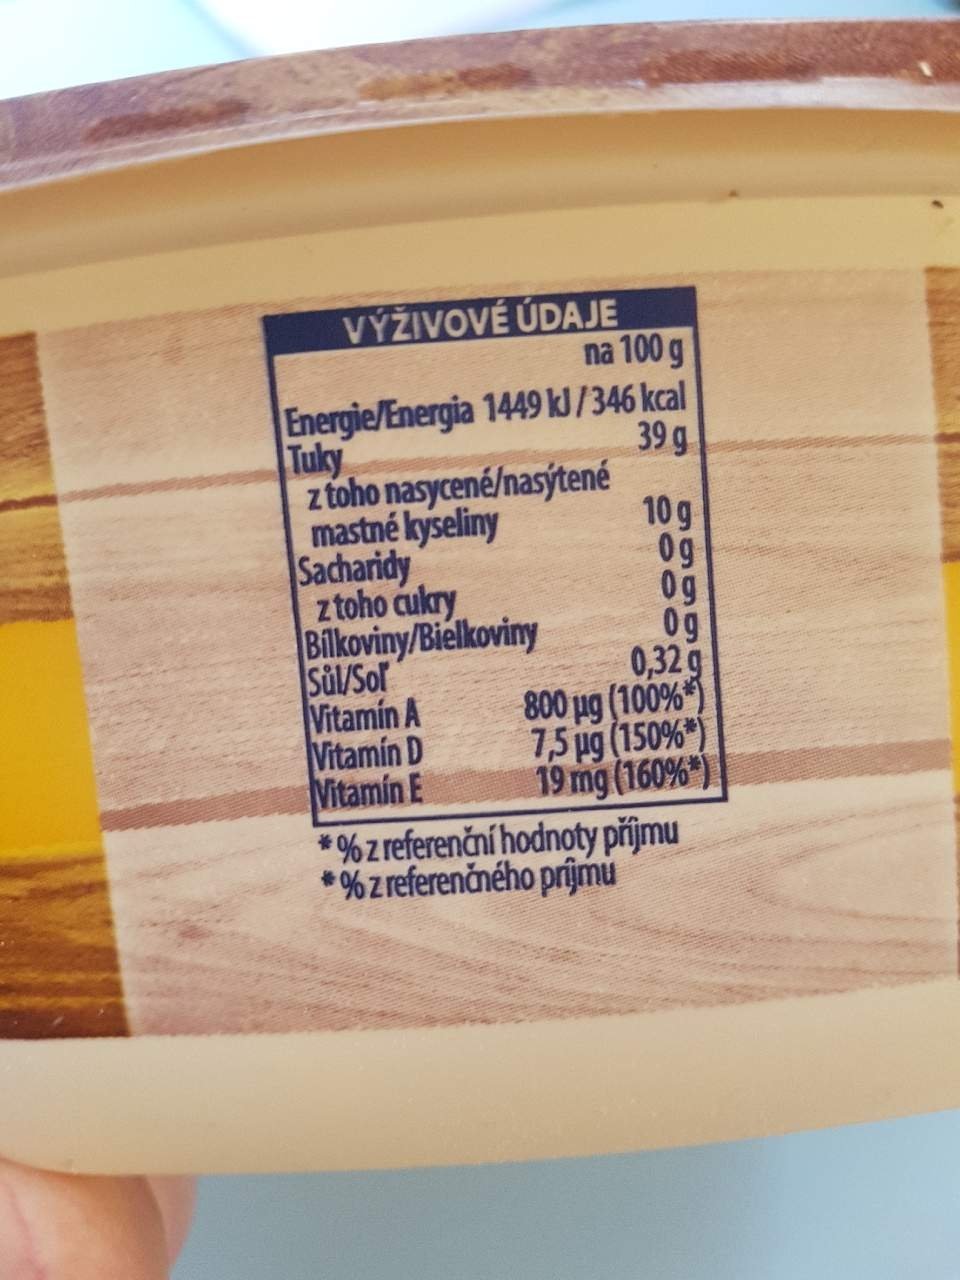 VÝŽIVOVÉ ÚDAJE
na 100 g
Energie/Energia 1449 kJ / 346 kcal
Tuky 39 g
z toho nasycené/nasýtené
mastné kyseliny 10 g
Sacharidy 0 g
z toho cukry 0 g
Bílkoviny/Bielkoviny 0 g
Sůl/Soľ 0,32 g
Vitamín A 800 µg (100%*)
Vitamín D 7,5 µg (150%*)
Vitamín E 19 mg (160%*)
* % z referenční hodnoty příjmu
* % z referenčného príjmu